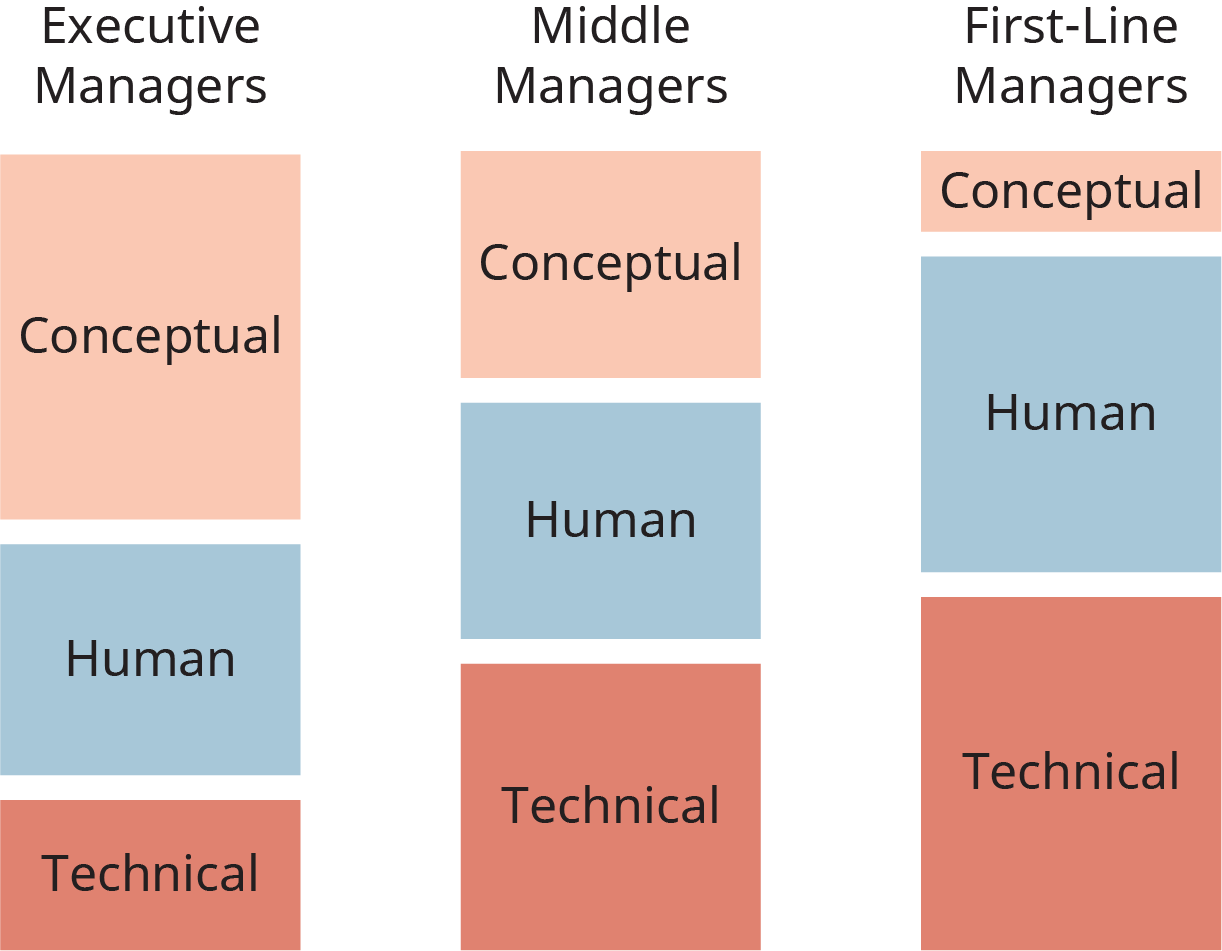 Executive
Managers
Conceptual
Human
Technical
Middle
Managers
Conceptual
Human
Technical
First-Line
Managers
Conceptual
Human
Technical